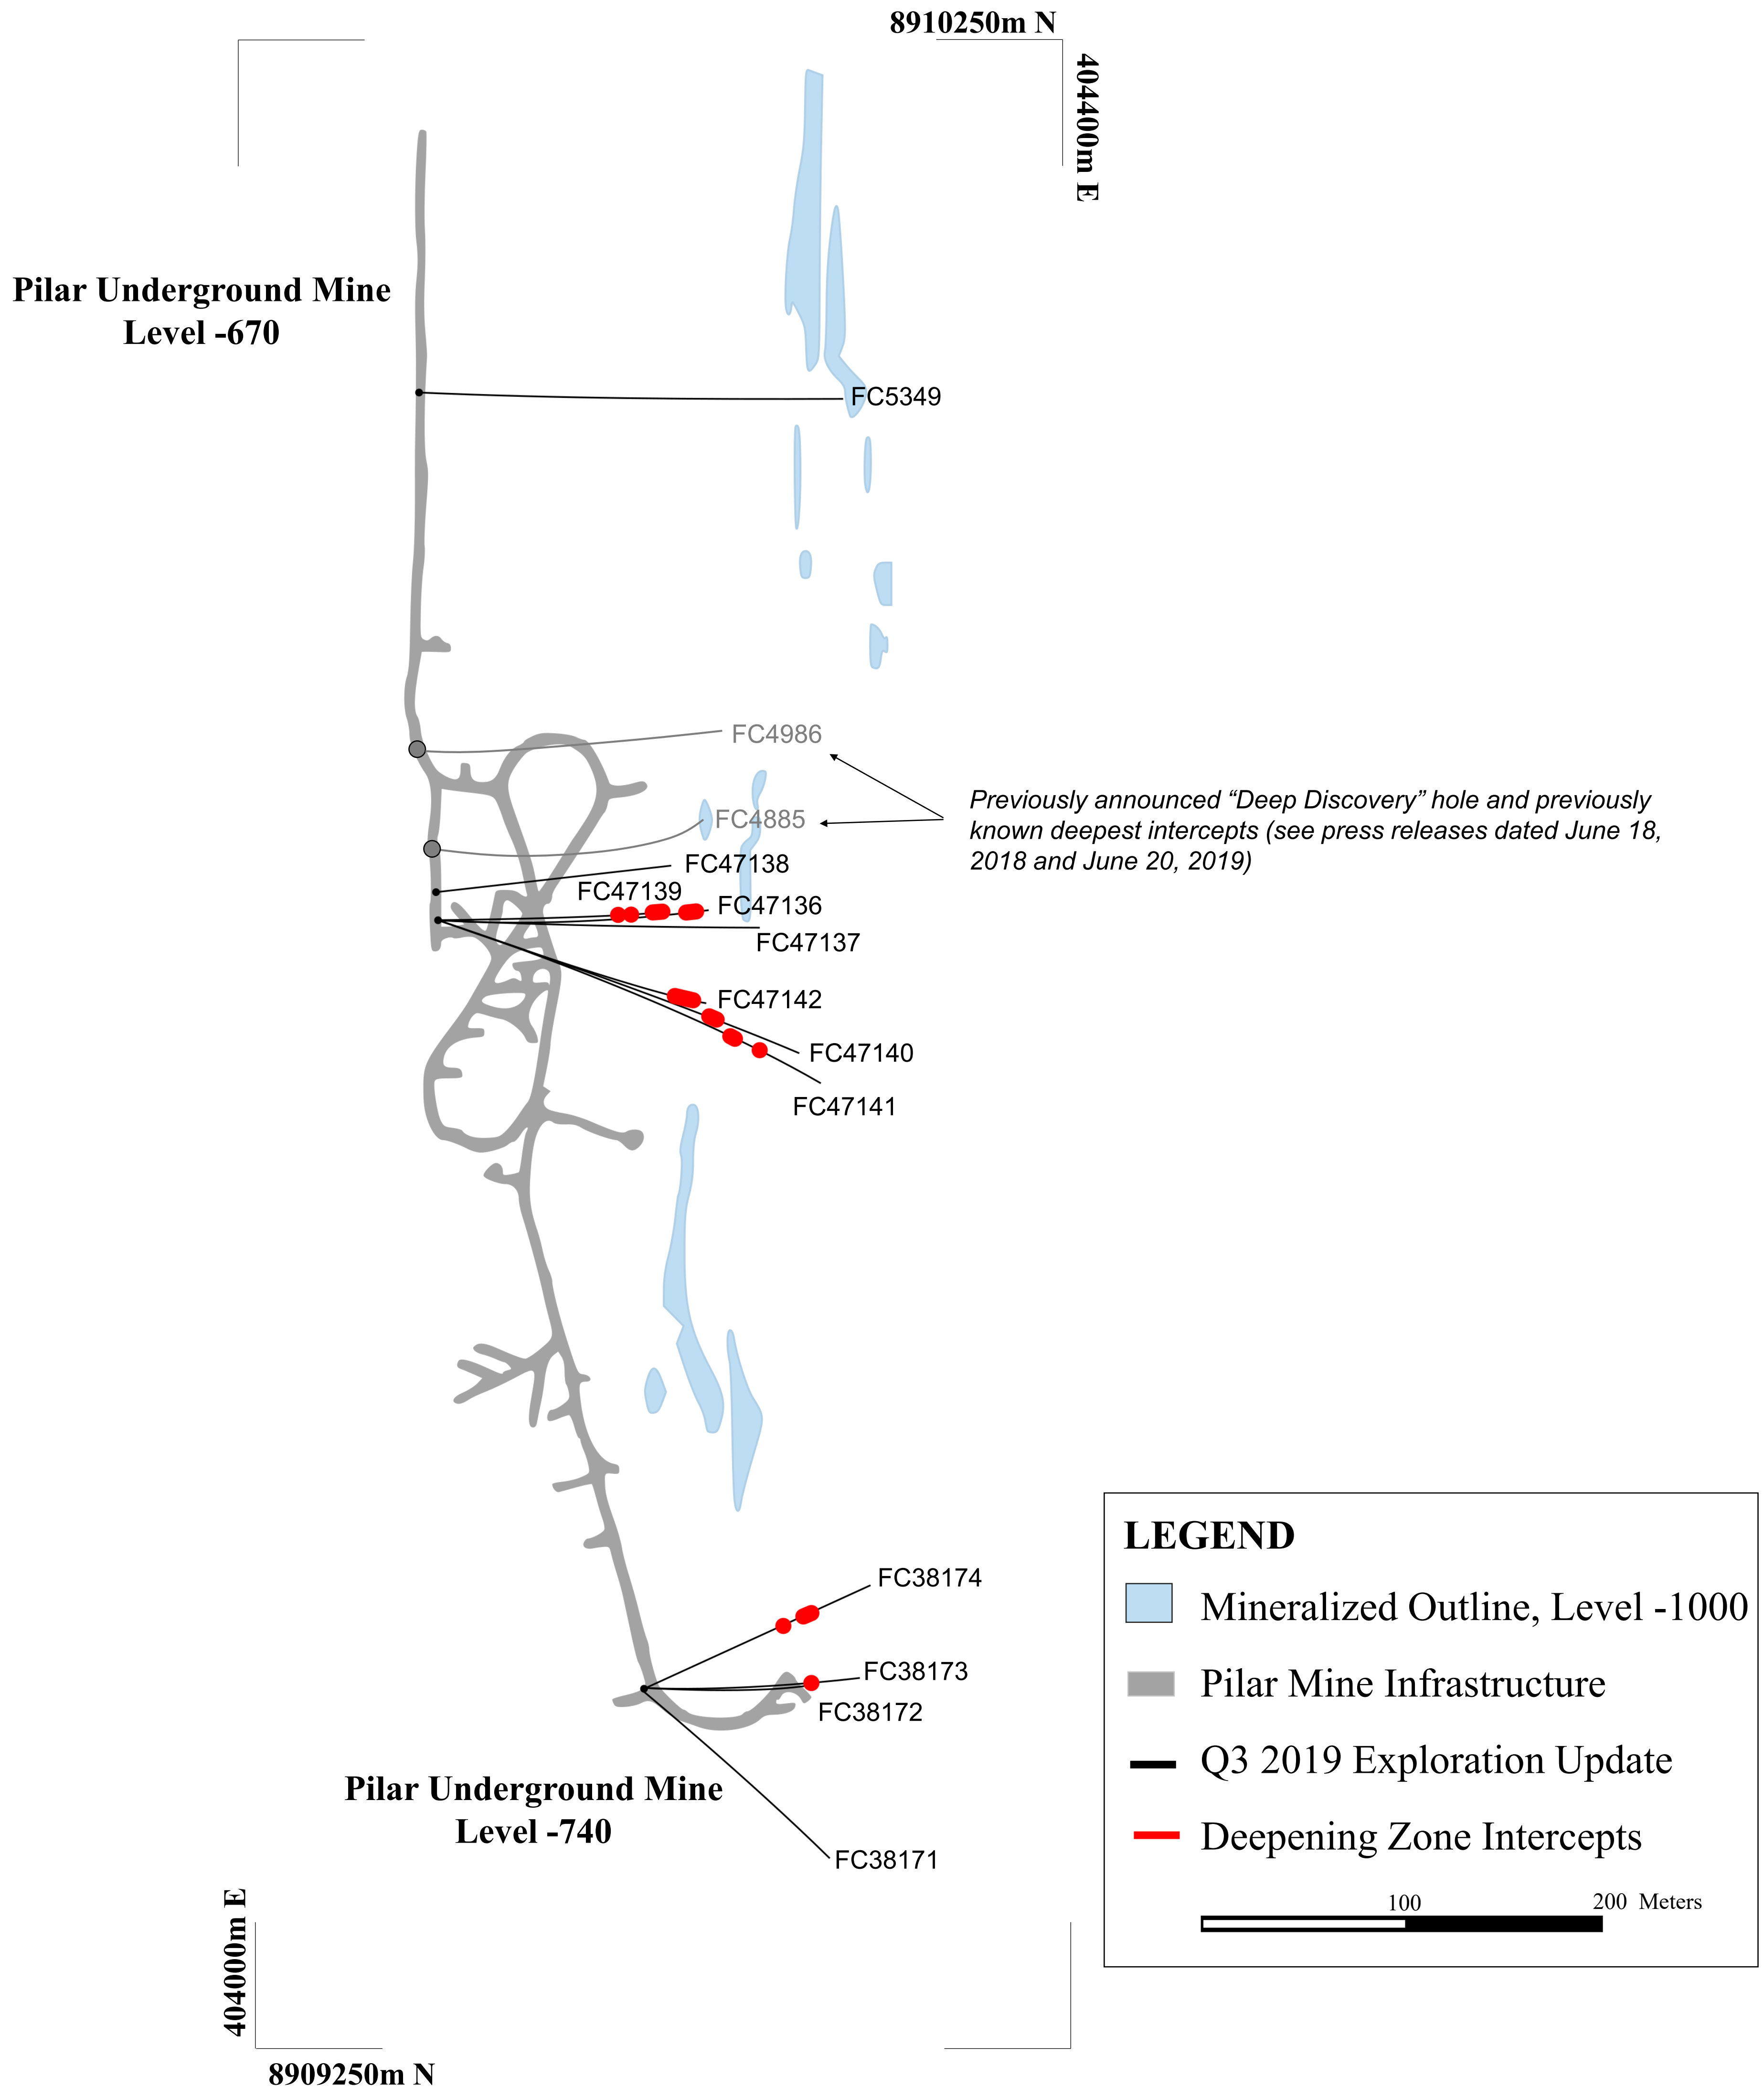 8910250m N
404400m E
Pilar Underground Mine
Level -670
FC5349
FC4986
Previously announced “Deep Discovery” hole and previously
known deepest intercepts (see press releases dated June 18,
2018 and June 20, 2019)
FC4885
FC47138
FC47139
FC47136
FC47137
FC47142
FC47140
FC47141
FC38174
FC38173
FC38172
Pilar Underground Mine
Level -740
FC38171
LEGEND
Mineralized Outline, Level -1000
Pilar Mine Infrastructure
Q3 2019 Exploration Update
Deepening Zone Intercepts
100
200 Meters
404000m E
8909250m N